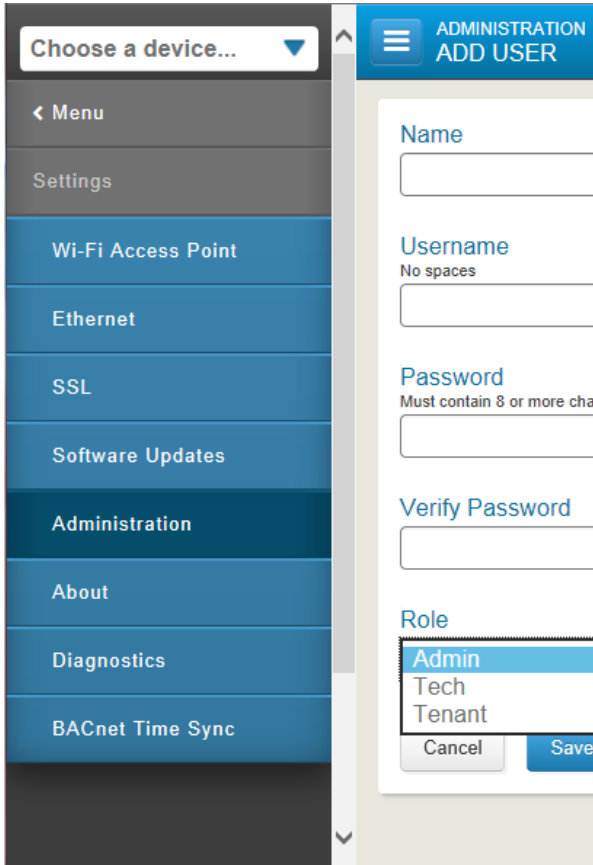 Choose a device...
Menu
Settings
Wi-Fi Access Point
Ethernet
SSL
Software Updates
Administration
About
Diagnostics
BACnet Time Sync
ADMINISTRATION
ADD USER
Name
Username
No spaces
Password
Must contain 8 or more cha
Verify Password
Role
Admin
Tech
Tenant
Cancel
Save